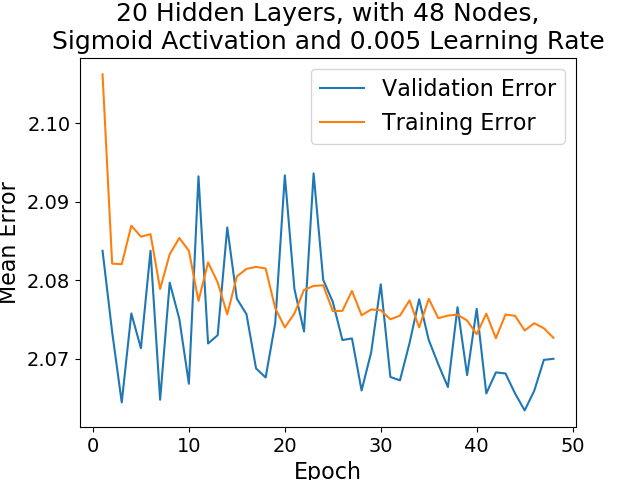 20 Hidden Layers, with 48 Nodes,
Sigmoid Activation and 0.005 Learning Rate
Validation Error
Training Error
Mean Error
2.10
2.09
2.08
2.07
0 10 20 30 40 50
Epoch